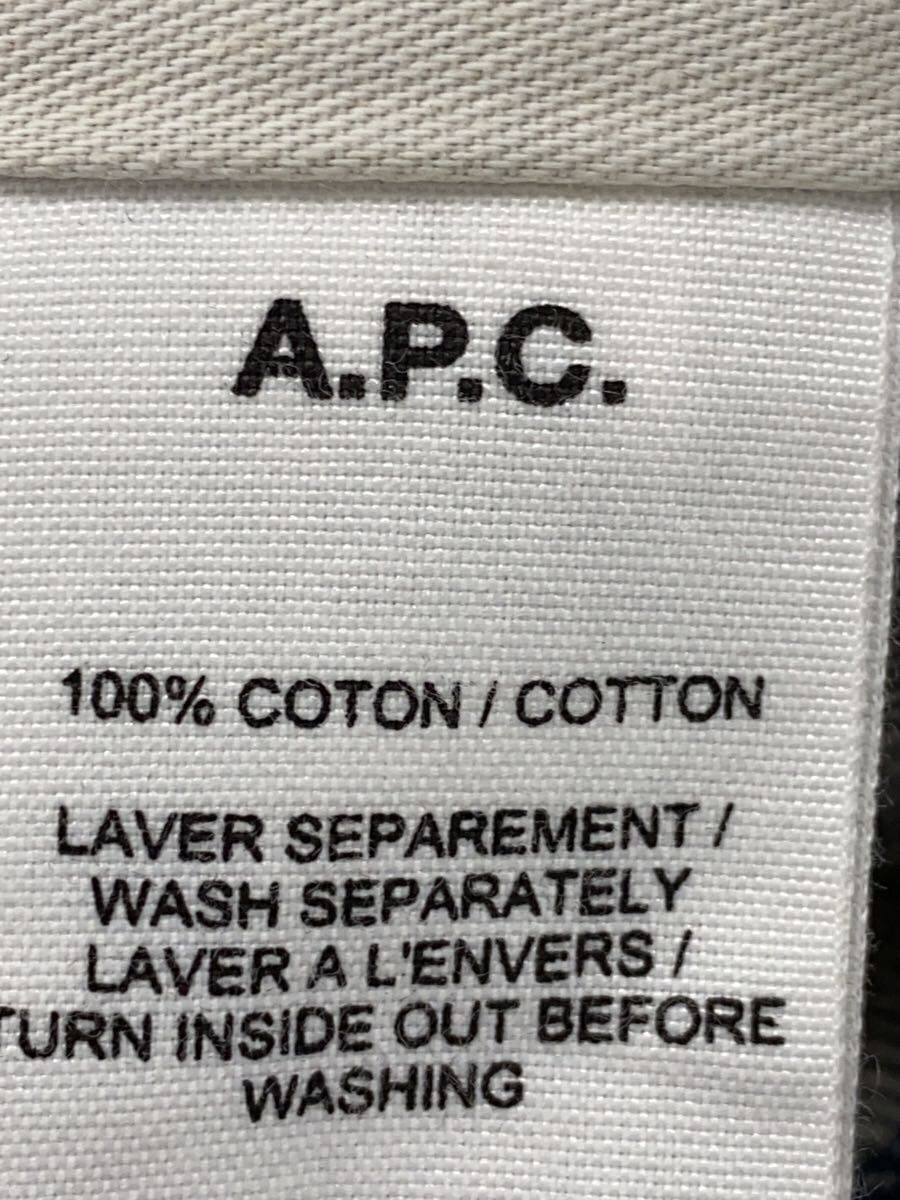 A.P.C.
100% COTON / COTTON
LAVER SEPAREMENT /
WASH SEPARATELY
LAVER A L'ENVERS /
TURN INSIDE OUT BEFORE
WASHING